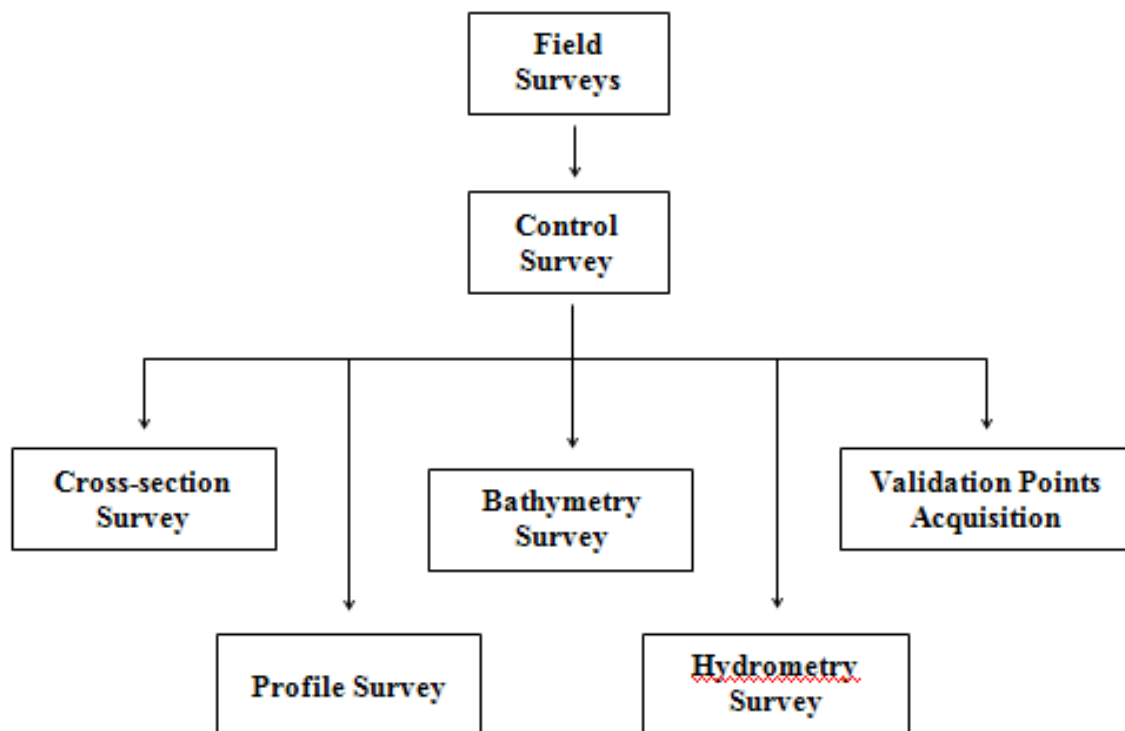 Field
Surveys
Control
Survey
Cross-section
Survey
Bathymetry
Survey
Validation Points
Acquisition
Profile Survey
Hydrometry
Survey